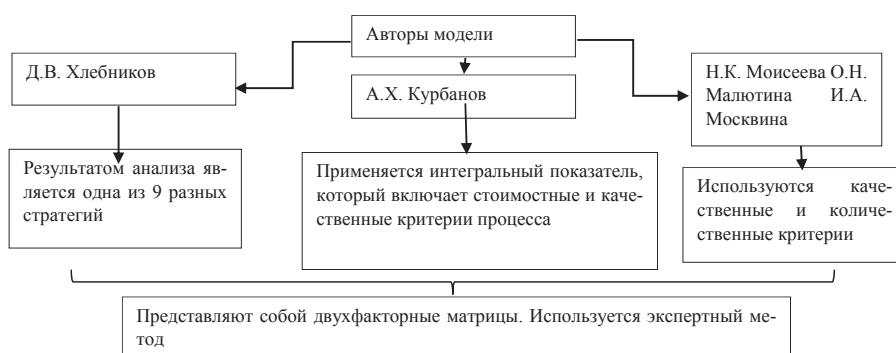 Авторы модели
Д.В. Хлебников
А.Х. Курбанов
Н.К. Моисеева О.Н.
Малютина И.А.
Москвина
Результатом анализа яв-
ляется одна из 9 разных
стратегий
Применяется интегральный показатель,
который включает стоимостные и каче-
ственные критерии процесса
Используются каче-
ственные и количе-
ственные критерии
Представляют собой двухфакторные матрицы. Используется экспертный ме-
тод